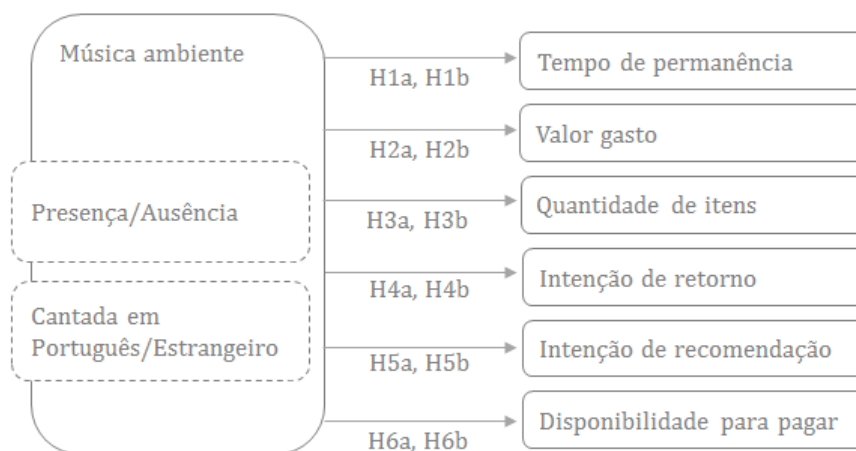 Música ambiente
Presença/Ausência
Cantada em
Português/Estrangeiro
H1a, H1b
Tempo de permanência
H2a, H2b
Valor gasto
H3a, H3b
Quantidade de itens
H4a, H4b
Intenção de retorno
H5a, H5b
Intenção de recomendação
H6a, H6b
Disponibilidade para pagar